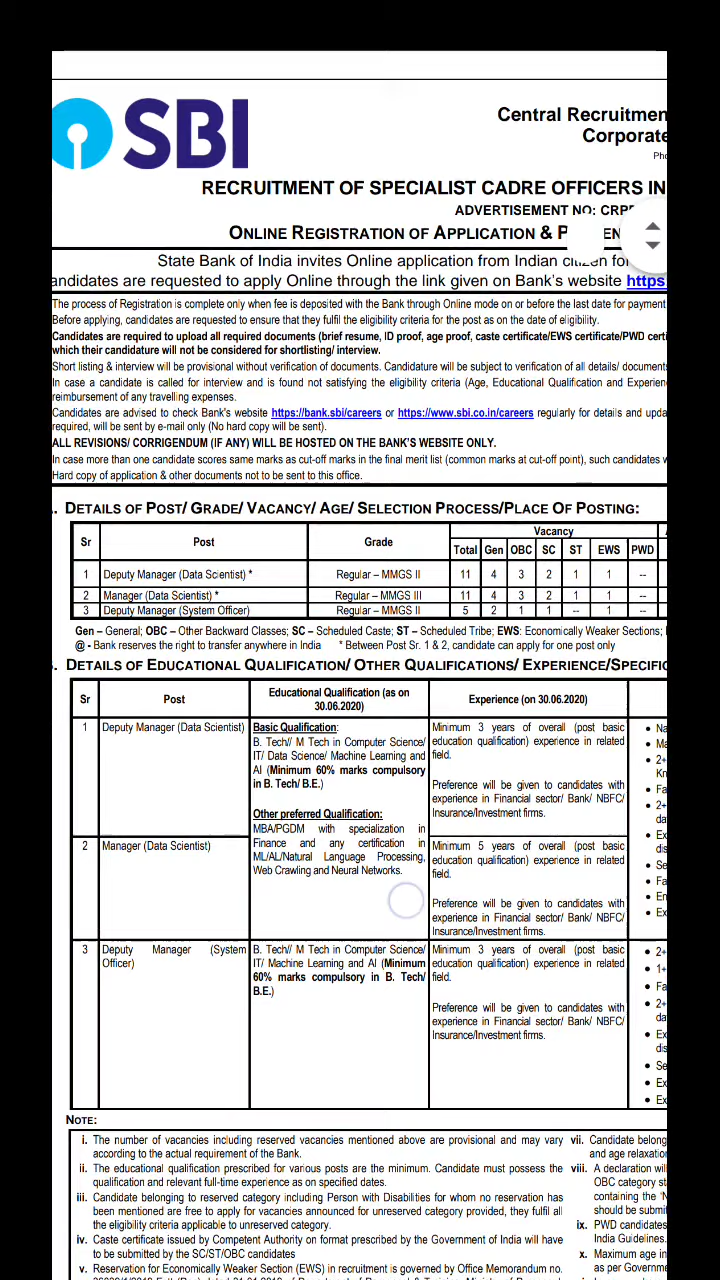 SBI
Central Recruitmen
Corporate
Pho
RECRUITMENT OF SPECIALIST CADRE OFFICERS IN
ADVERTISEMENT NO: CRPD
ONLINE REGISTRATION OF APPLICATION & P
State Bank of India invites Online application from Indian citizen for
andidates are requested to apply Online through the link given on Bank's website https
The process of Registration is complete only when fee is deposited with the Bank through Online mode on or before the last date for payment
Before applying, candidates are requested to ensure that they fulfil the eligibility criteria for the post as on the date of eligibility.
Candidates are required to upload all required documents (brief resume, ID proof, age proof, caste certificate/EWS certificate/PWD certi
which their candidature will not be considered for shortlisting/ interview.
Short listing & interview will be provisional without verification of documents. Candidature will be subject to verification of all details/ document
In case a candidate is called for interview and is found not satisfying the eligibility criteria (Age, Educational Qualification and Experien
reimbursement of any travelling expenses.
Candidates are advised to check Bank's website https://bank.sbi/careers or https://www.sbi.co.in/careers regularly for details and upda
required, will be sent by e-mail only (No hard copy will be sent).
ALL REVISIONS/ CORRIGENDUM (IF ANY) WILL BE HOSTED ON THE BANK'S WEBSITE ONLY.
In case more than one candidate scores same marks as cut-off marks in the final merit list (common marks at cut-off point), such candidates w
Hard copy of application & other documents not to be sent to this office.
. DETAILS OF POST/ GRADE/ VACANCY/ AGE/ SELECTION PROCESS/PLACE OF POSTING:
Sr Post Grade Vacancy
Total Gen OBC SC ST EWS PWD
1 Deputy Manager (Data Scientist) * Regular – MMGS II 11 4 3 2 1 1 --
2 Manager (Data Scientist) * Regular – MMGS III 11 4 3 2 1 1 --
3 Deputy Manager (System Officer) Regular – MMGS II 5 2 1 1 -- 1 --
Gen – General; OBC – Other Backward Classes; SC – Scheduled Caste; ST – Scheduled Tribe; EWS: Economically Weaker Sections;
@ - Bank reserves the right to transfer anywhere in India * Between Post Sr. 1 & 2, candidate can apply for one post only
. DETAILS OF EDUCATIONAL QUALIFICATION/ OTHER QUALIFICATIONS/ EXPERIENCE/SPECIFIC
Sr Post Educational Qualification (as on 30.06.2020) Experience (on 30.06.2020)
1 Deputy Manager (Data Scientist)
Basic Qualification:
B. Tech// M Tech in Computer Science/
IT/ Data Science/ Machine Learning and
AI (Minimum 60% marks compulsory
in B. Tech/ B.E.)
Other preferred Qualification:
MBA/PGDM with specialization in
Finance and any certification in
ML/AL/Natural Language Processing,
Web Crawling and Neural Networks.
Minimum 3 years of overall (post basic
education qualification) experience in related
field.
Preference will be given to candidates with
experience in Financial sector/ Bank/ NBFC/
Insurance/Investment firms.
• Na
• Ma
• 2+
Kn
• Fa
• 2+
da
• Ex
dis
• Se
• Fa
• En
• Ex
2 Manager (Data Scientist)
Minimum 5 years of overall (post basic
education qualification) experience in related
field.
Preference will be given to candidates with
experience in Financial sector/ Bank/ NBFC/
Insurance/Investment firms.
3 Deputy Manager (System
Officer)
B. Tech// M Tech in Computer Science/
IT/ Machine Learning and AI (Minimum
60% marks compulsory in B. Tech/
B.E.)
Minimum 3 years of overall (post basic
education qualification) experience in related
field.
Preference will be given to candidates with
experience in Financial sector/ Bank/ NBFC/
Insurance/Investment firms.
• 2+
• 1+
• Fa
• 2+
da
• Ex
dis
• Se
• Ex
• Ex
NOTE:
i. The number of vacancies including reserved vacancies mentioned above are provisional and may vary
according to the actual requirement of the Bank.
ii. The educational qualification prescribed for various posts are the minimum. Candidate must possess the
qualification and relevant full-time experience as on specified dates.
iii. Candidate belonging to reserved category including Person with Disabilities for whom no reservation has
been mentioned are free to apply for vacancies announced for unreserved category, provided, they fulfil all
the eligibility criteria applicable to unreserved category.
iv. Caste certificate issued by Competent Authority on format prescribed by the Government of India will have
to be submitted by the SC/ST/OBC candidates
v. Reservation for Economically Weaker Section (EWS) in recruitment is governed by Office Memorandum no.
vii. Candidate belong
and age relaxatio
viii. A declaration wil
OBC category st
containing the 'N
should be submit
ix. PWD candidates
India Guidelines.
x. Maximum age in
as per Governme